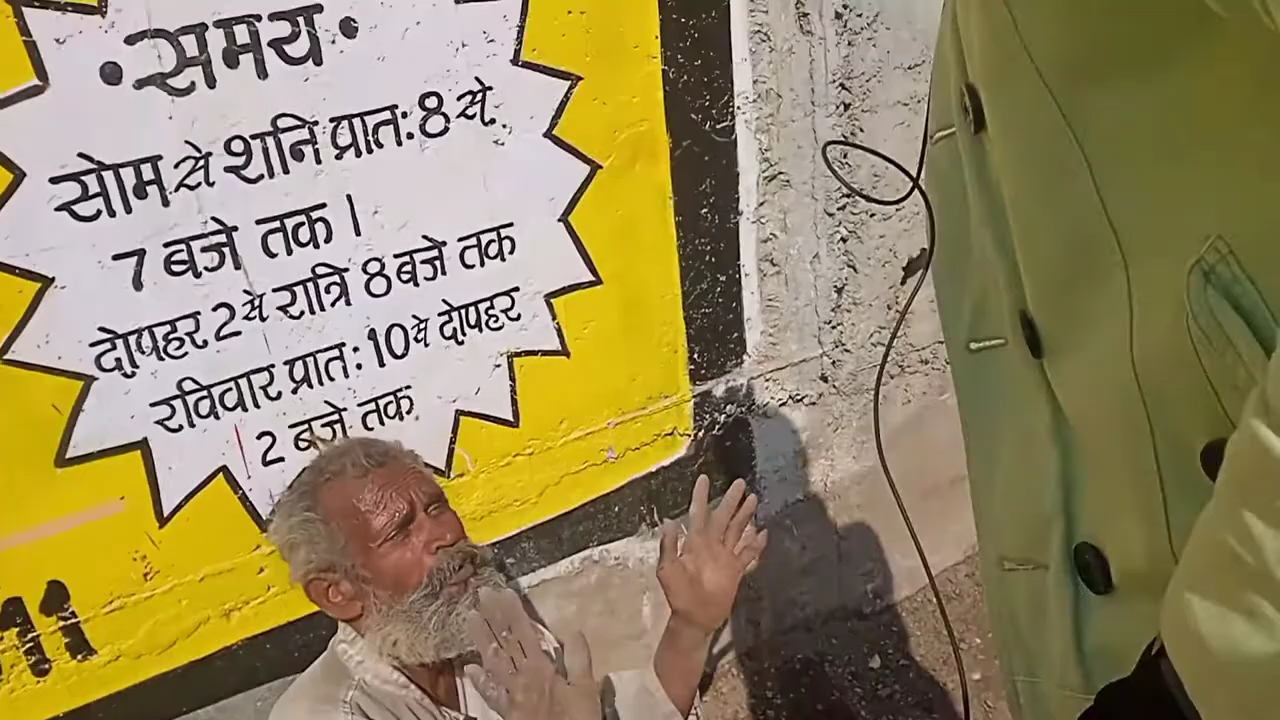 • समय •
सोम से शनि प्रात: 8 से
7 बजे तक।
दोपहर 2 से रात्रि 8 बजे तक
रविवार प्रात: 10 से दोपहर
2 बजे तक